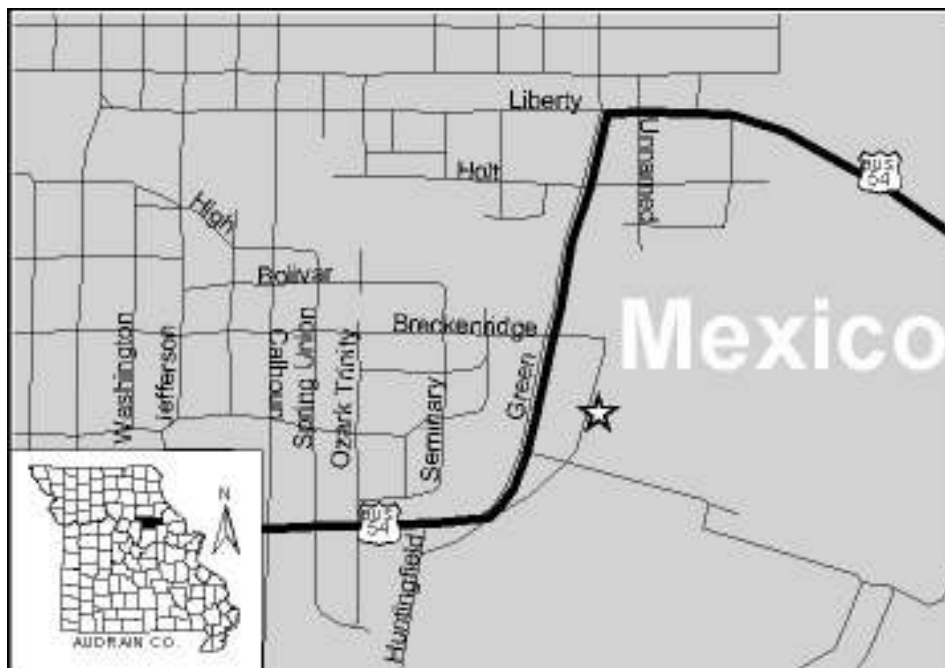 Liberty
Unnamed
BUS
54
Holt
High
Bolivar
Breckenridge
Mexico
Washington
Jefferson
Calhoun
Spring Union
Ozark Trinity
Seminary
Green
BUS
54
Huntingfield
N
AUDRAIN CO.